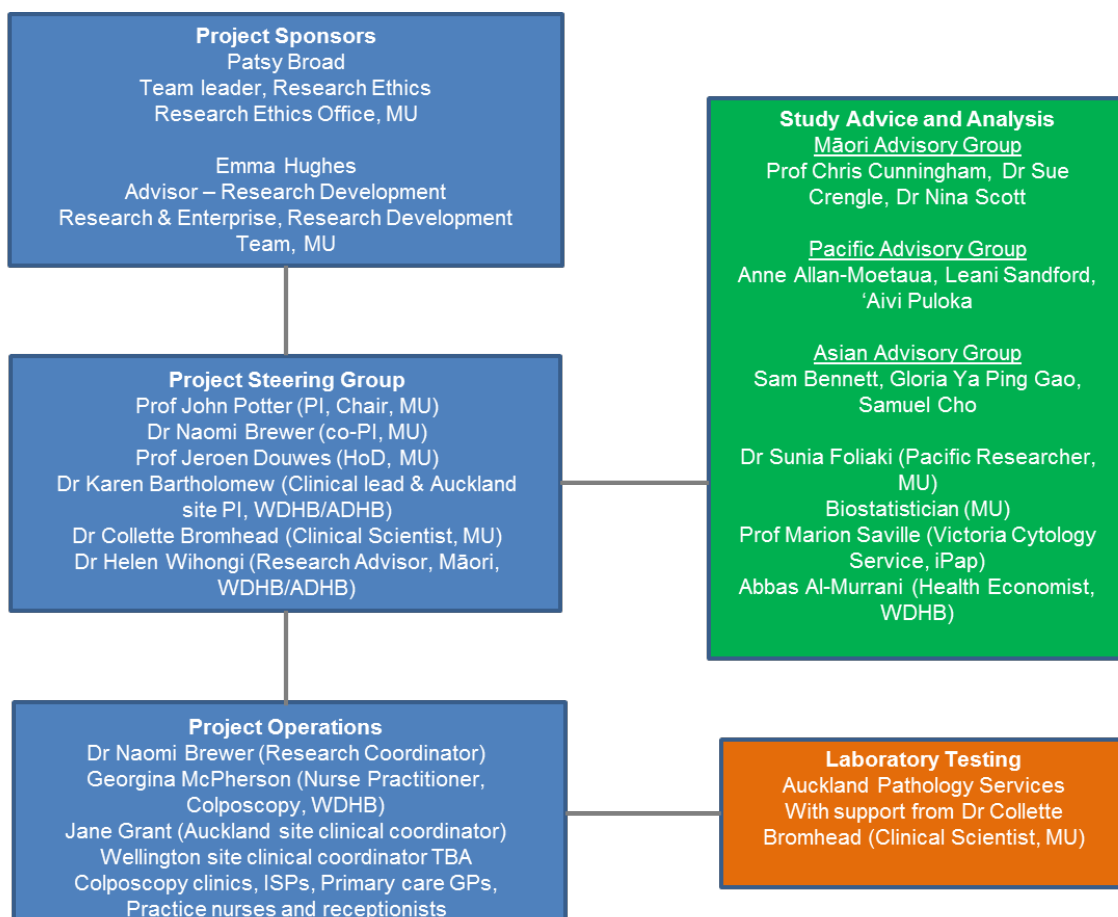 Project Sponsors
Patsy Broad
Team leader, Research Ethics
Research Ethics Office, MU
Emma Hughes
Advisor – Research Development
Research & Enterprise, Research Development
Team, MU
Study Advice and Analysis
Māori Advisory Group
Prof Chris Cunningham, Dr Sue
Crengle, Dr Nina Scott
Pacific Advisory Group
Anne Allan-Moetaua, Leani Sandford,
‘Aivi Puloka
Asian Advisory Group
Sam Bennett, Gloria Ya Ping Gao,
Samuel Cho
Dr Sunia Foliaki (Pacific Researcher,
MU)
Biostatistician (MU)
Prof Marion Saville (Victoria Cytology
Service, iPap)
Abbas Al-Murrani (Health Economist,
WDHB)
Project Steering Group
Prof John Potter (PI, Chair, MU)
Dr Naomi Brewer (co-PI, MU)
Prof Jeroen Douwes (HoD, MU)
Dr Karen Bartholomew (Clinical lead & Auckland
site PI, WDHB/ADHB)
Dr Collette Bromhead (Clinical Scientist, MU)
Dr Helen Wihongi (Research Advisor, Māori,
WDHB/ADHB)
Project Operations
Dr Naomi Brewer (Research Coordinator)
Georgina McPherson (Nurse Practitioner,
Colposcopy, WDHB)
Jane Grant (Auckland site clinical coordinator)
Wellington site clinical coordinator TBA
Colposcopy clinics, ISPs, Primary care GPs,
Practice nurses and receptionists
Laboratory Testing
Auckland Pathology Services
With support from Dr Collette
Bromhead (Clinical Scientist, MU)